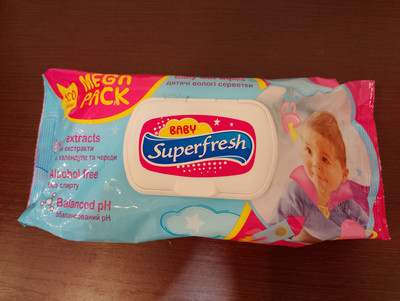 MEGA
PACK
дитячі вологі серветки
BABY
Superfresh
extracts
екстракти
календули та череди
Alcohol free
без спирту
Balanced pH
збалансований pH